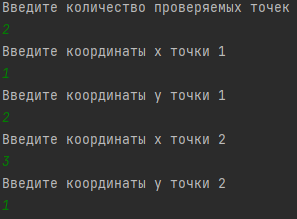 Введите количество проверяемых точек
2
Введите координаты x точки 1
1
Введите координаты y точки 1
2
Введите координаты x точки 2
3
Введите координаты y точки 2
1